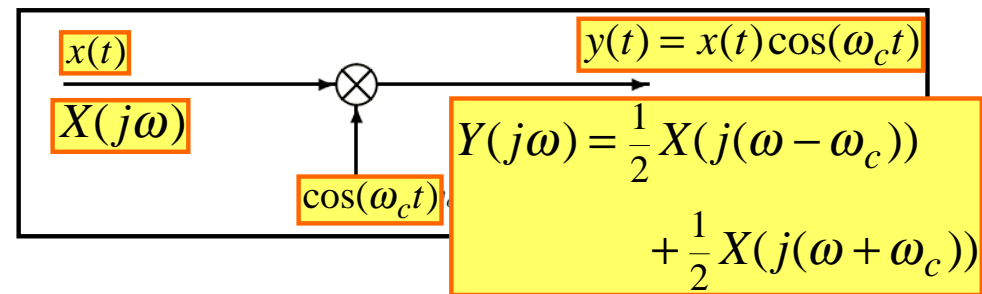 x(t)
y(t) = x(t)cos(ω_c t)
X(jω)
Y(jω) = 1/2 X(j(ω − ω_c))
+ 1/2 X(j(ω + ω_c))
cos(ω_c t)